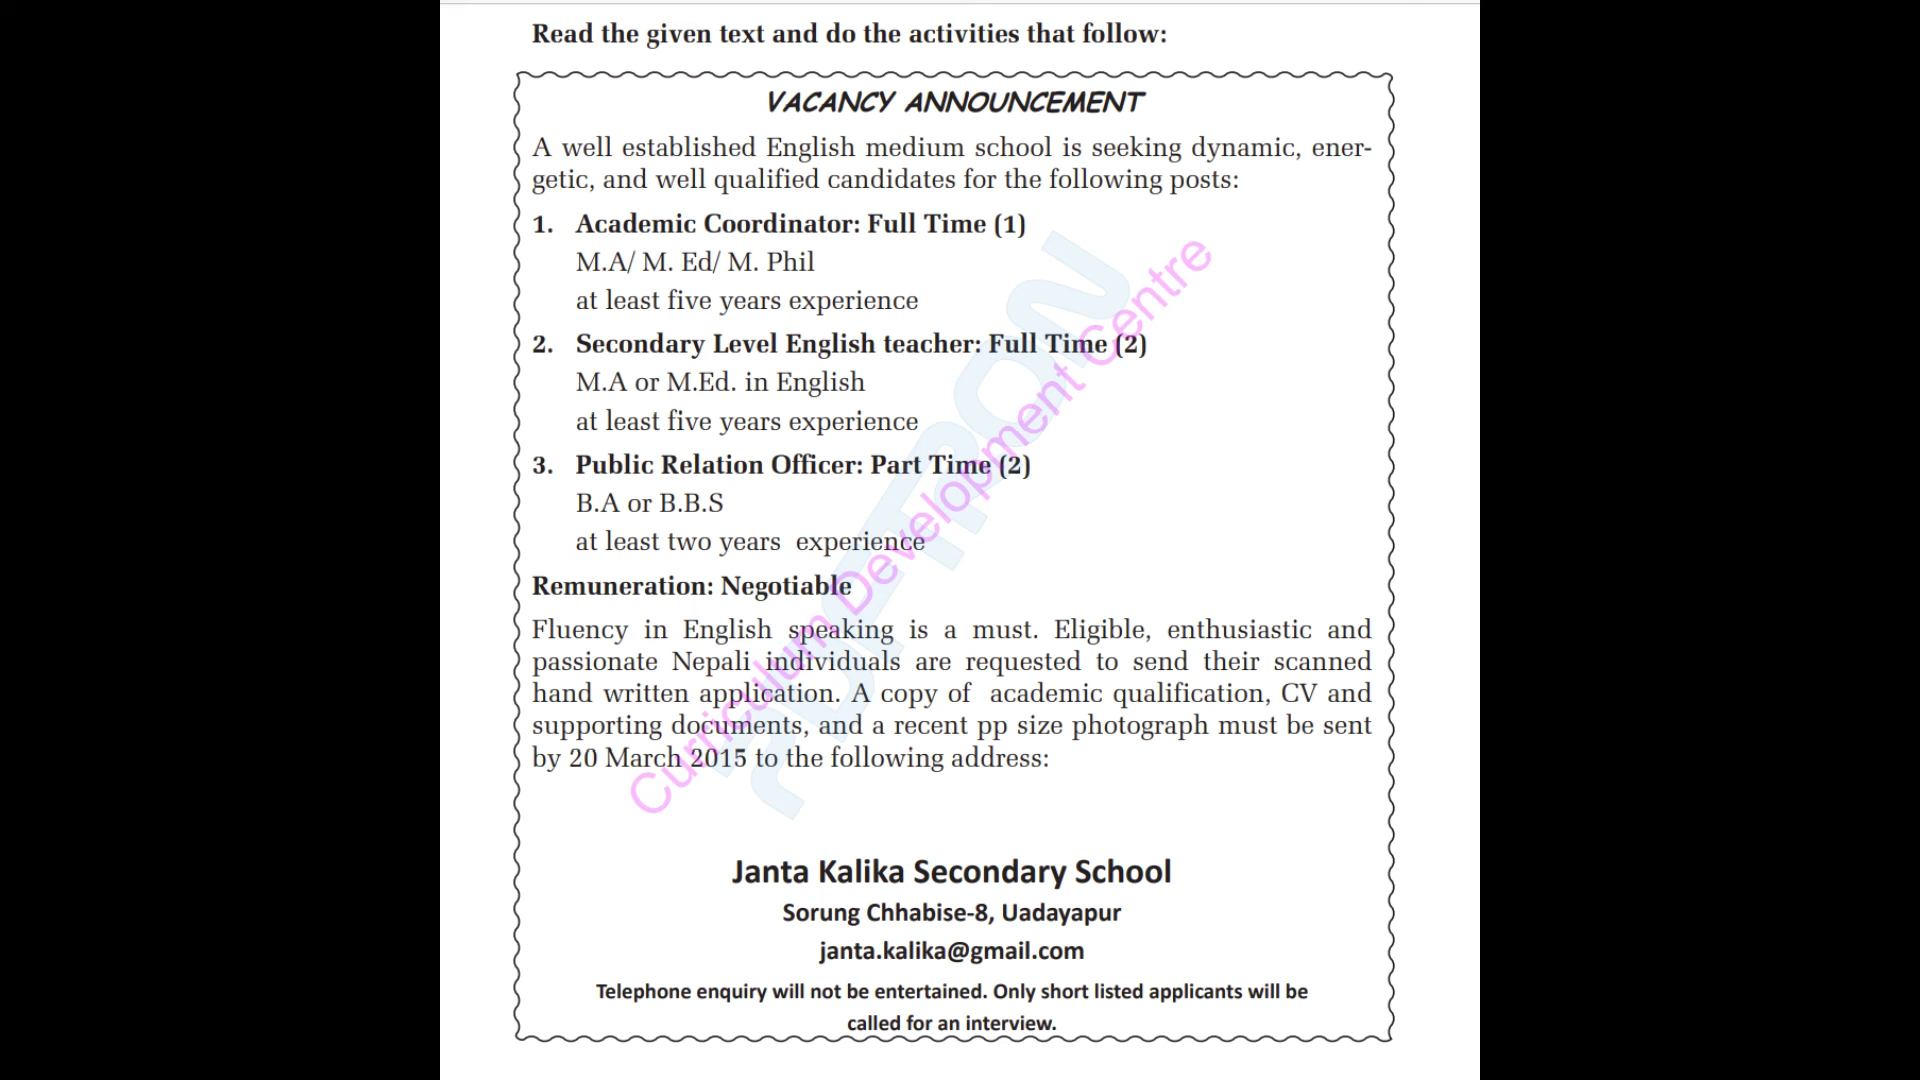 Read the given text and do the activities that follow:
VACANCY ANNOUNCEMENT
A well established English medium school is seeking dynamic, ener-
getic, and well qualified candidates for the following posts:
1. Academic Coordinator: Full Time (1)
M.A/ M. Ed/ M. Phil
at least five years experience
2. Secondary Level English teacher: Full Time (2)
M.A or M.Ed. in English
at least five years experience
3. Public Relation Officer: Part Time (2)
B.A or B.B.S
at least two years experience
Remuneration: Negotiable
Fluency in English speaking is a must. Eligible, enthusiastic and
passionate Nepali individuals are requested to send their scanned
hand written application. A copy of academic qualification, CV and
supporting documents, and a recent pp size photograph must be sent
by 20 March 2015 to the following address:
Janta Kalika Secondary School
Sorung Chhabise-8, Uadayapur
janta.kalika@gmail.com
Telephone enquiry will not be entertained. Only short listed applicants will be
called for an interview.
Curriculum Development Centre
PDFTRON